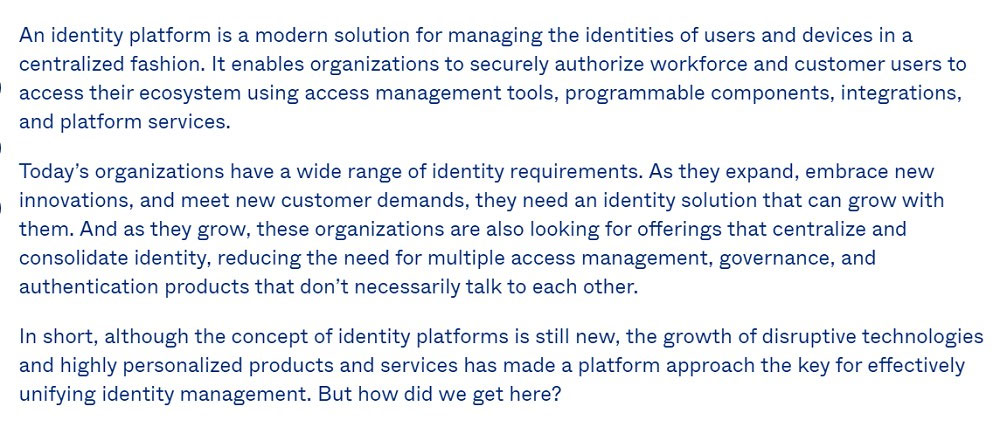 An identity platform is a modern solution for managing the identities of users and devices in a
centralized fashion. It enables organizations to securely authorize workforce and customer users to
access their ecosystem using access management tools, programmable components, integrations,
and platform services.
Today’s organizations have a wide range of identity requirements. As they expand, embrace new
innovations, and meet new customer demands, they need an identity solution that can grow with
them. And as they grow, these organizations are also looking for offerings that centralize and
consolidate identity, reducing the need for multiple access management, governance, and
authentication products that don’t necessarily talk to each other.
In short, although the concept of identity platforms is still new, the growth of disruptive technologies
and highly personalized products and services has made a platform approach the key for effectively
unifying identity management. But how did we get here?